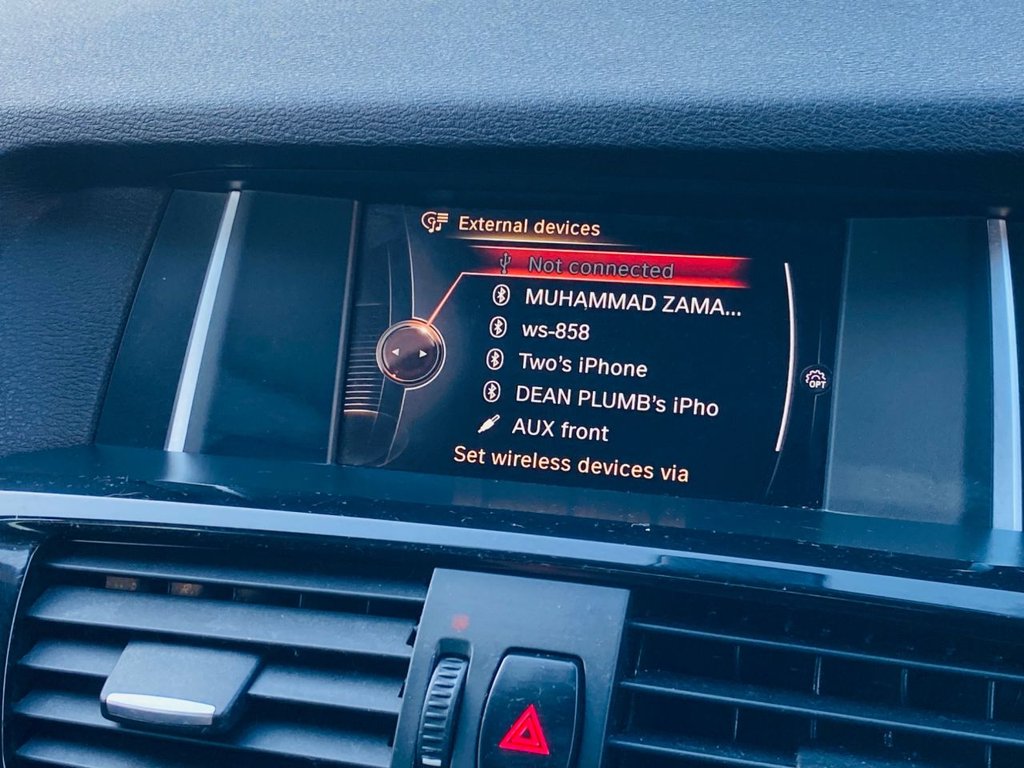 External devices
Not connected
MUHAMMAD ZAMA...
ws-858
Two's iPhone
DEAN PLUMB's iPho
AUX front
Set wireless devices via
OPT